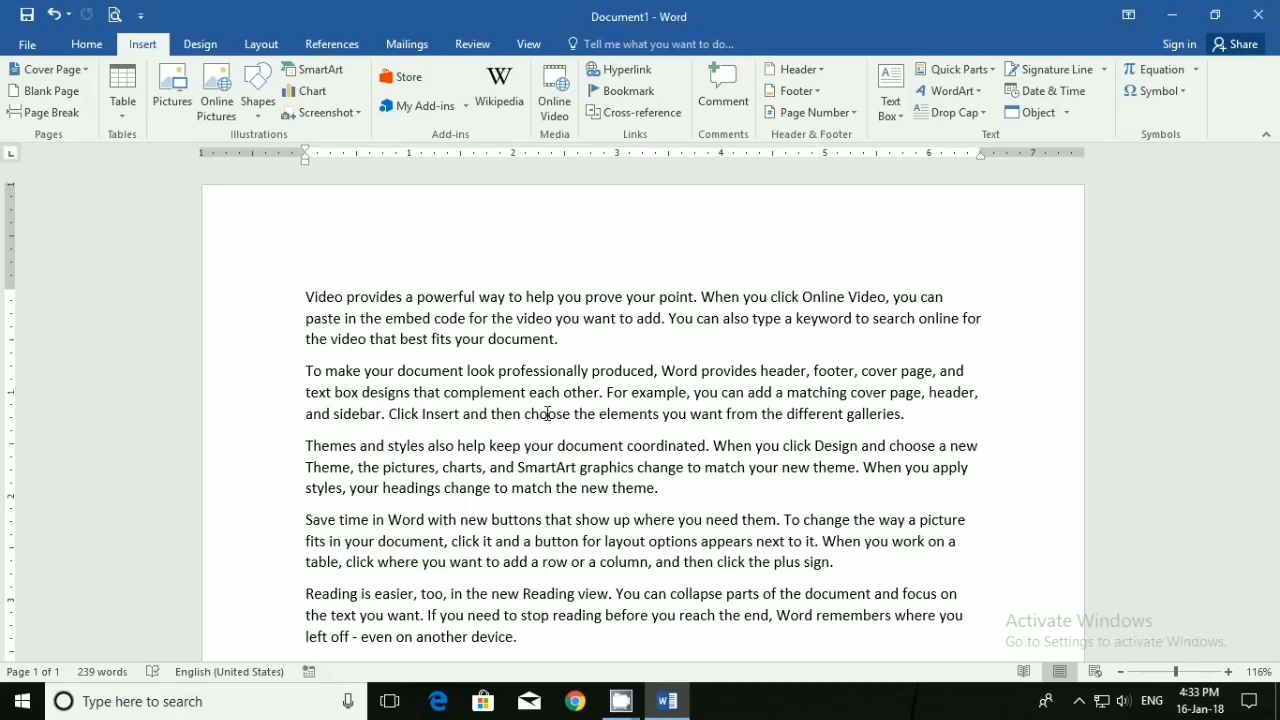 Document1 - Word
File Home Insert Design Layout References Mailings Review View Tell me what you want to do... Sign in Share
Cover Page
Blank Page
Page Break
Pages
Table
Tables
Pictures
Online Pictures
Shapes
SmartArt
Chart
Screenshot
Illustrations
Store
My Add-ins
W
Wikipedia
Add-ins
Online Video
Media
Hyperlink
Bookmark
Cross-reference
Links
Comment
Comments
Header
Footer
Page Number
Header & Footer
A
Text Box
Quick Parts
WordArt
Drop Cap
Signature Line
Date & Time
Object
Text
π Equation
Ω Symbol
Symbols
L
1 1 2 3 4 5 6 7
1
1
2
3
Video provides a powerful way to help you prove your point. When you click Online Video, you can
paste in the embed code for the video you want to add. You can also type a keyword to search online for
the video that best fits your document.
To make your document look professionally produced, Word provides header, footer, cover page, and
text box designs that complement each other. For example, you can add a matching cover page, header,
and sidebar. Click Insert and then choose the elements you want from the different galleries.
Themes and styles also help keep your document coordinated. When you click Design and choose a new
Theme, the pictures, charts, and SmartArt graphics change to match your new theme. When you apply
styles, your headings change to match the new theme.
Save time in Word with new buttons that show up where you need them. To change the way a picture
fits in your document, click it and a button for layout options appears next to it. When you work on a
table, click where you want to add a row or a column, and then click the plus sign.
Reading is easier, too, in the new Reading view. You can collapse parts of the document and focus on
the text you want. If you need to stop reading before you reach the end, Word remembers where you
left off - even on another device.
Activate Windows
Go to Settings to activate Windows.
Page 1 of 1 239 words English (United States) 116%
Type here to search
ENG
4:33 PM
16-Jan-18